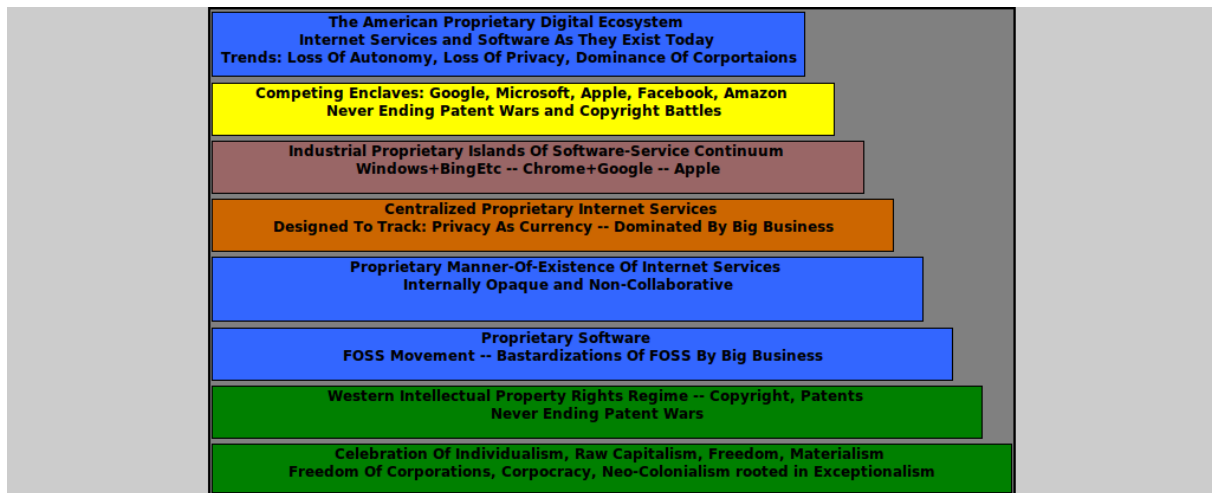 The American Proprietary Digital Ecosystem
Internet Services and Software As They Exist Today
Trends: Loss Of Autonomy, Loss Of Privacy, Dominance Of Corportaions
Competing Enclaves: Google, Microsoft, Apple, Facebook, Amazon
Never Ending Patent Wars and Copyright Battles
Industrial Proprietary Islands Of Software-Service Continuum
Windows+BingEtc -- Chrome+Google -- Apple
Centralized Proprietary Internet Services
Designed To Track: Privacy As Currency -- Dominated By Big Business
Proprietary Manner-Of-Existence Of Internet Services
Internally Opaque and Non-Collaborative
Proprietary Software
FOSS Movement -- Bastardizations Of FOSS By Big Business
Western Intellectual Property Rights Regime -- Copyright, Patents
Never Ending Patent Wars
Celebration Of Individualism, Raw Capitalism, Freedom, Materialism
Freedom Of Corporations, Corpocracy, Neo-Colonialism rooted in Exceptionalism